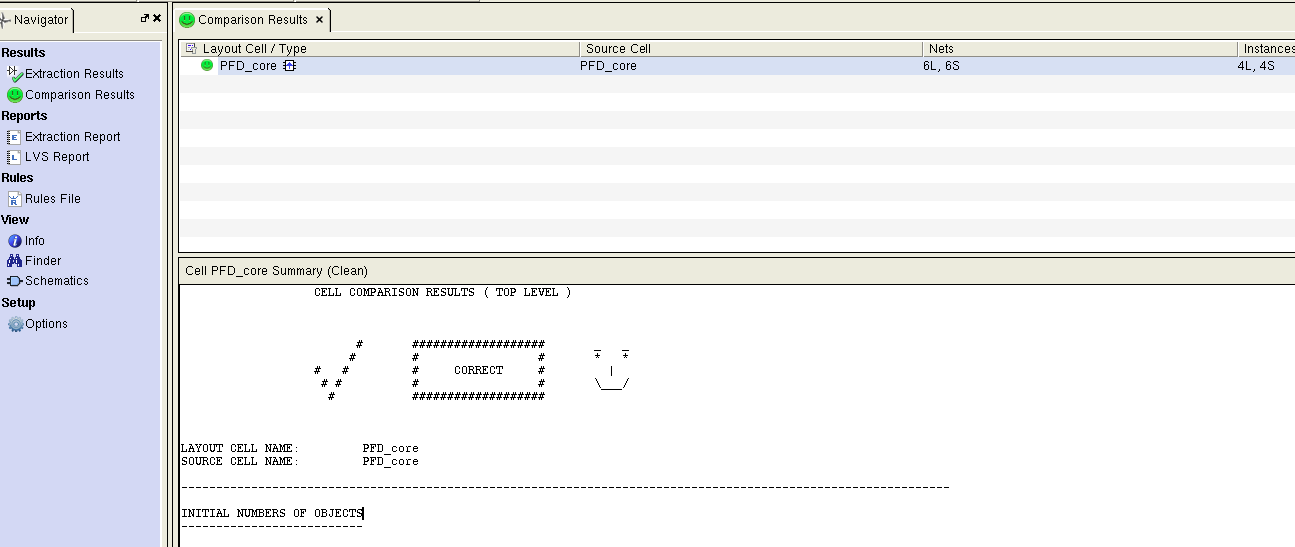 Navigator
Results
Extraction Results
Comparison Results
Reports
Extraction Report
LVS Report
Rules
Rules File
View
Info
Finder
Schematics
Setup
Options
Comparison Results
Layout Cell / Type Source Cell Nets Instances
PFD_core PFD_core 6L, 6S 4L, 4S
Cell PFD_core Summary (Clean)
CELL COMPARISON RESULTS ( TOP LEVEL )
# ################### _ _
# # # * *
# # # CORRECT # |
# # # # \___/
# ###################
LAYOUT CELL NAME: PFD_core
SOURCE CELL NAME: PFD_core
--------------------------------------------------------------------------------------------------------------
INITIAL NUMBERS OF OBJECTS
--------------------------